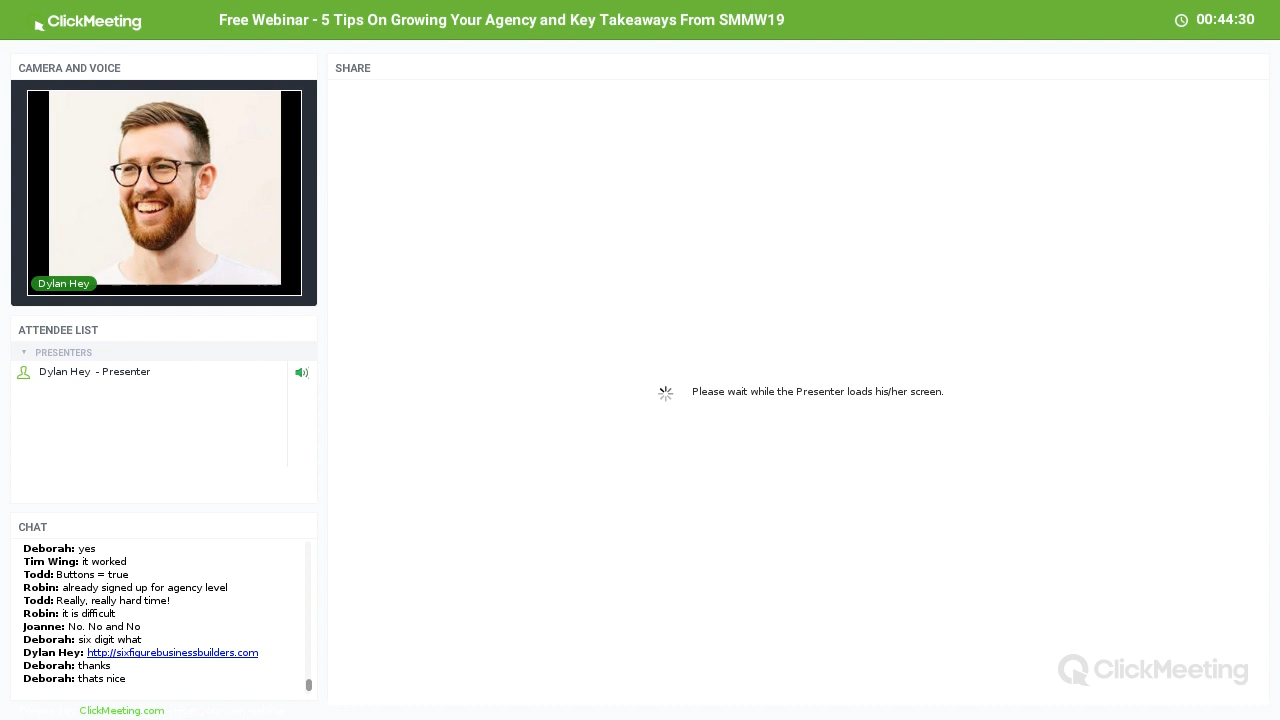 ClickMeeting
Free Webinar - 5 Tips On Growing Your Agency and Key Takeaways From SMMW19
00:44:30
CAMERA AND VOICE
Dylan Hey
ATTENDEE LIST
PRESENTERS
Dylan Hey - Presenter
CHAT
Deborah: yes
Tim Wing: it worked
Todd: Buttons = true
Robin: already signed up for agency level
Todd: Really, really hard time!
Robin: it is difficult
Joanne: No. No and No
Deborah: six digit what
Dylan Hey: http://sixfigurebusinessbuilders.com
Deborah: thanks
Deborah: thats nice
ClickMeeting.com
SHARE
Please wait while the Presenter loads his/her screen.
ClickMeeting